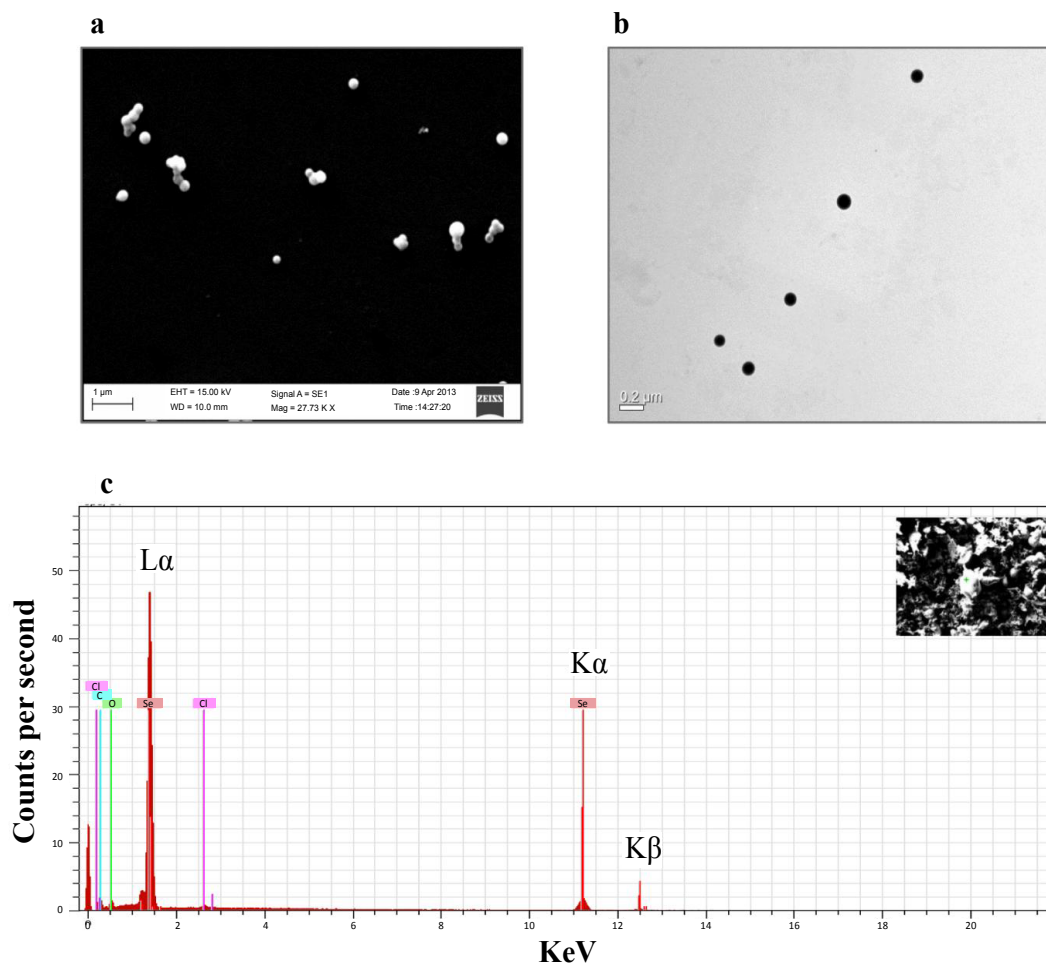 a
b
1 µm
EHT = 15.00 kV
WD = 10.0 mm
Signal A = SE1
Mag = 27.73 K X
Date :9 Apr 2013
Time :14:27:20
ZEISS
0.2 µm
c
Lα
Kα
Kβ
Cl
C
O
Se
Cl
Se
50
40
30
20
10
0
0
2
4
6
8
10
12
14
16
18
20
Counts per second
KeV